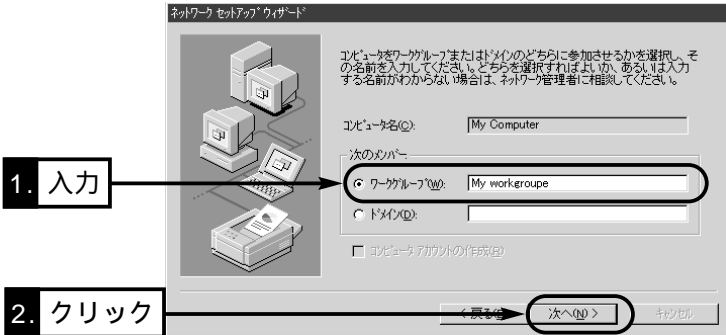 ネットワーク セットアップ ウィザード
コンピュータをワークグループまたはドメインのどちらに参加させるかを選択し、そ
の名前を入力してください。どちらを選択すればよいか、あるいは入力
する名前がわからない場合は、ネットワーク管理者に相談してください。
コンピュータ名(C):
My Computer
次のメンバー:
1. 入力
ワークグループ(W):
My workgroupe
ドメイン(D):
コンピュータ アカウントの作成(R)
2. クリック
< 戻る(B)
次へ(N) >
キャンセル